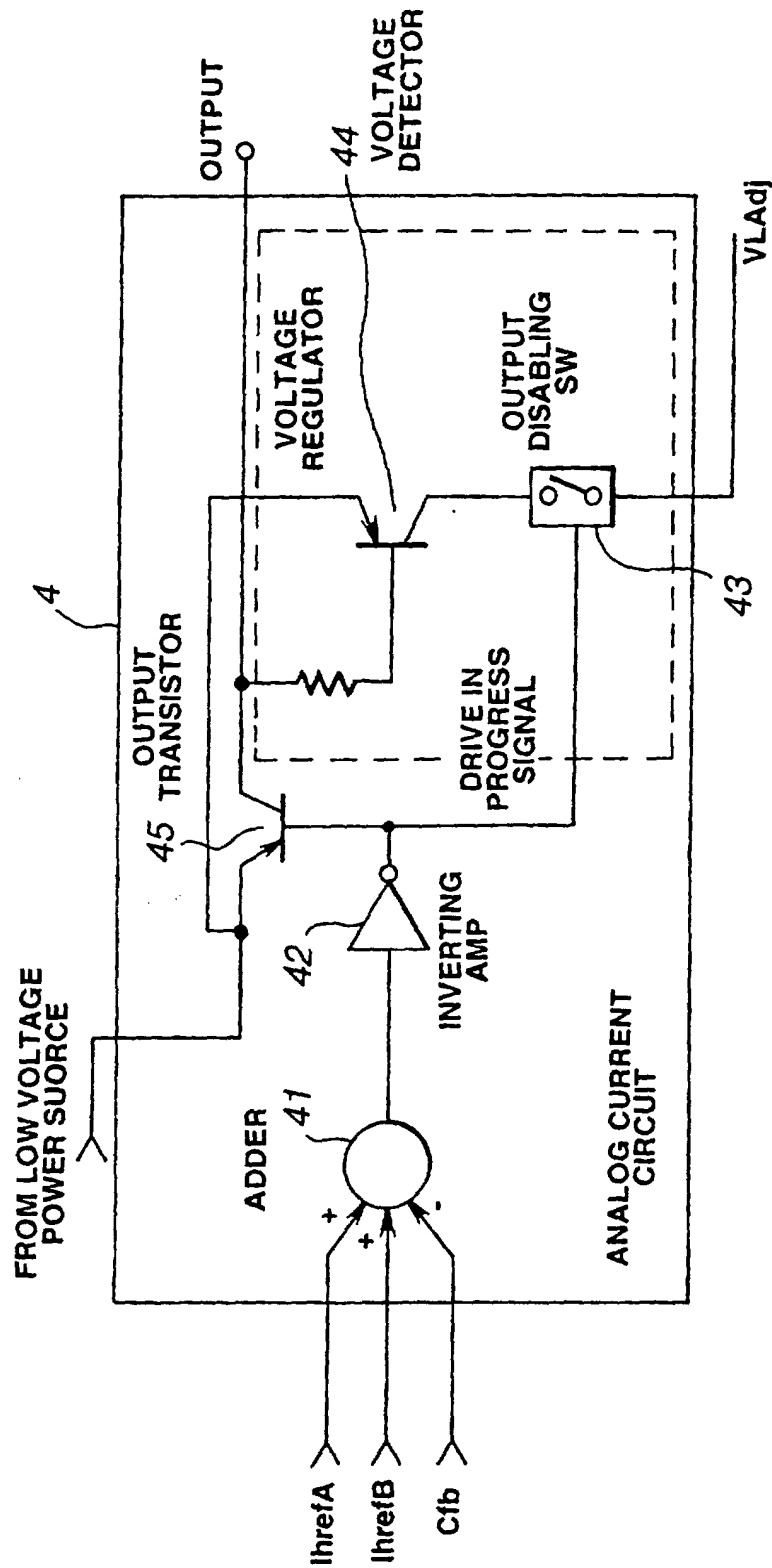 FROM LOW VOLTAGE
POWER SUORCE
4
OUTPUT
TRANSISTOR
45
OUTPUT
VOLTAGE
REGULATOR
44
VOLTAGE
DETECTOR
ADDER
41
42
INVERTING
AMP
DRIVE IN
PROGRESS
SIGNAL
OUTPUT
DISABLING
SW
43
IhrefA
+
IhrefB
+
Cfb
-
ANALOG CURRENT
CIRCUIT
VLAdj